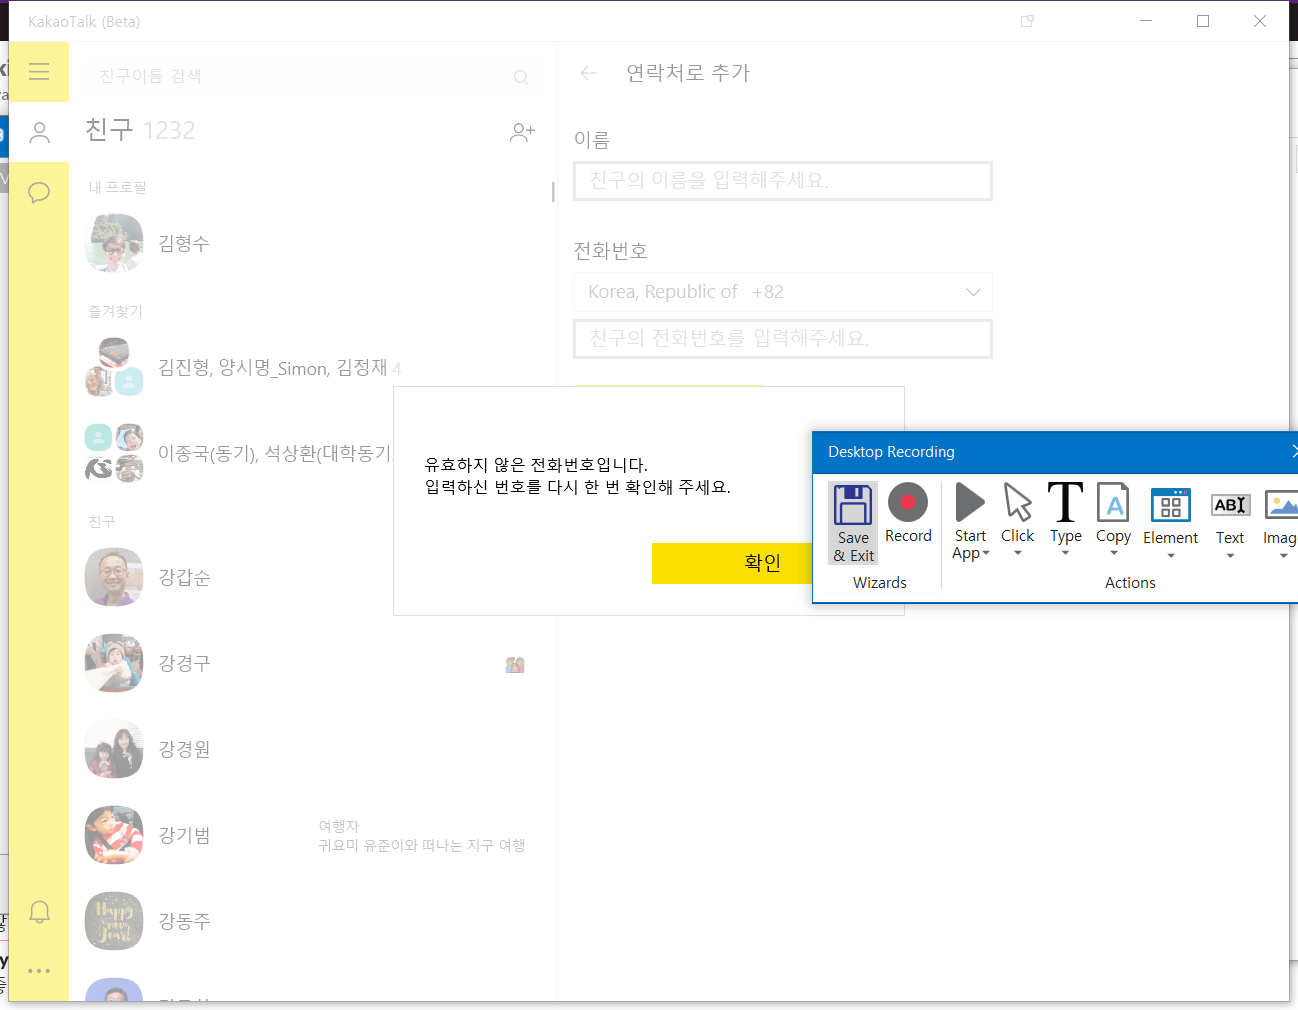 KakaoTalk (Beta)
친구이름 검색
친구 1232
내 프로필
김형수
즐겨찾기
김진형, 양시명_Simon, 김정재 4
이종국(동기), 석상환(대학동기
친구
강갑순
강경구
강경원
강기범
여행자
귀요미 유준이와 떠나는 지구 여행
강동주
연락처로 추가
이름
친구의 이름을 입력해주세요.
전화번호
Korea, Republic of +82
친구의 전화번호를 입력해주세요.
유효하지 않은 전화번호입니다.
입력하신 번호를 다시 한 번 확인해 주세요.
확인
Desktop Recording
Save
& Exit
Record
Wizards
Start
App
Click
Type
Copy
Element
Text
Imag
Actions